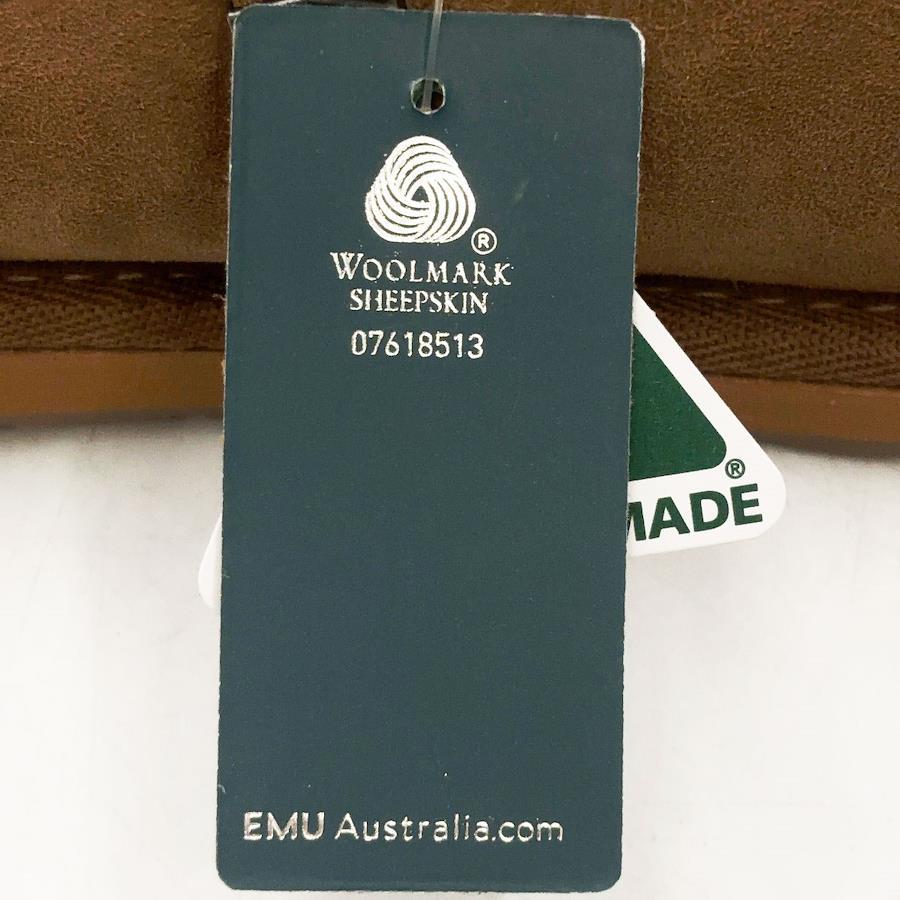 ®
WOOLMARK
SHEEPSKIN
07618513
®
MADE
EMU Australia.com